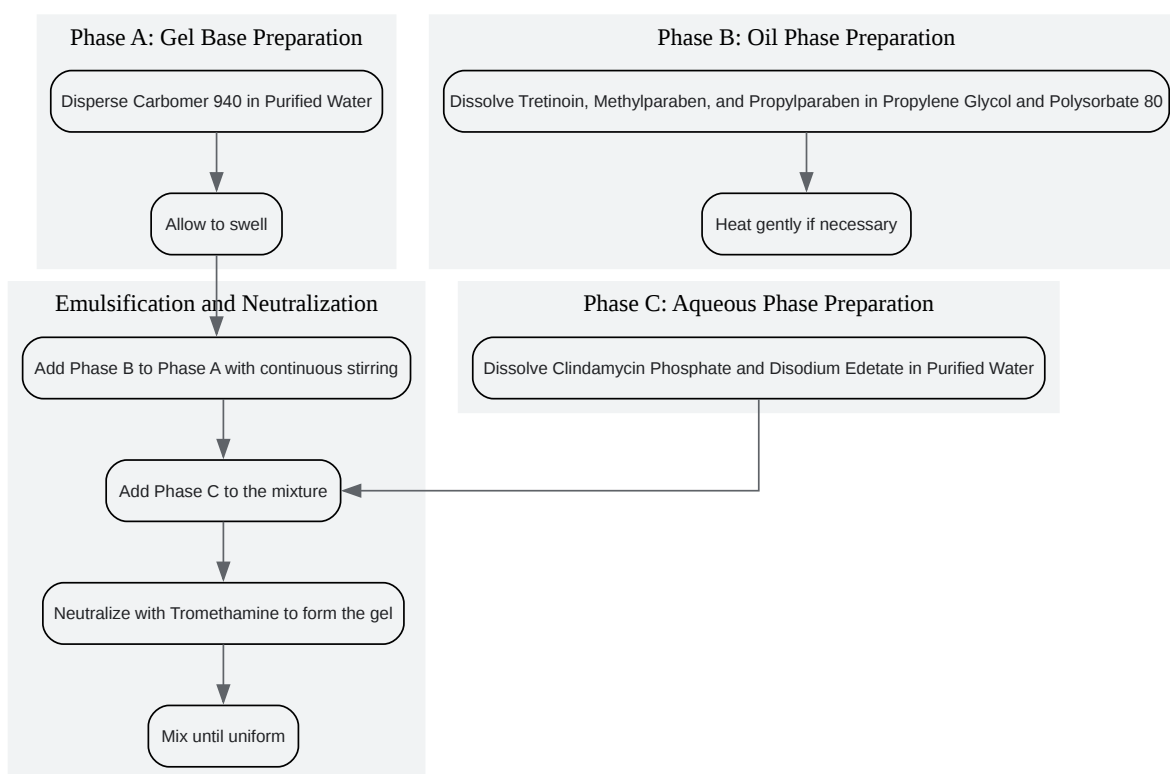 Phase A: Gel Base Preparation
Disperse Carbomer 940 in Purified Water
Allow to swell
Phase B: Oil Phase Preparation
Dissolve Tretinoin, Methylparaben, and Propylparaben in Propylene Glycol and Polysorbate 80
Heat gently if necessary
Emulsification and Neutralization
Add Phase B to Phase A with continuous stirring
Phase C: Aqueous Phase Preparation
Dissolve Clindamycin Phosphate and Disodium Edetate in Purified Water
Add Phase C to the mixture
Neutralize with Tromethamine to form the gel
Mix until uniform